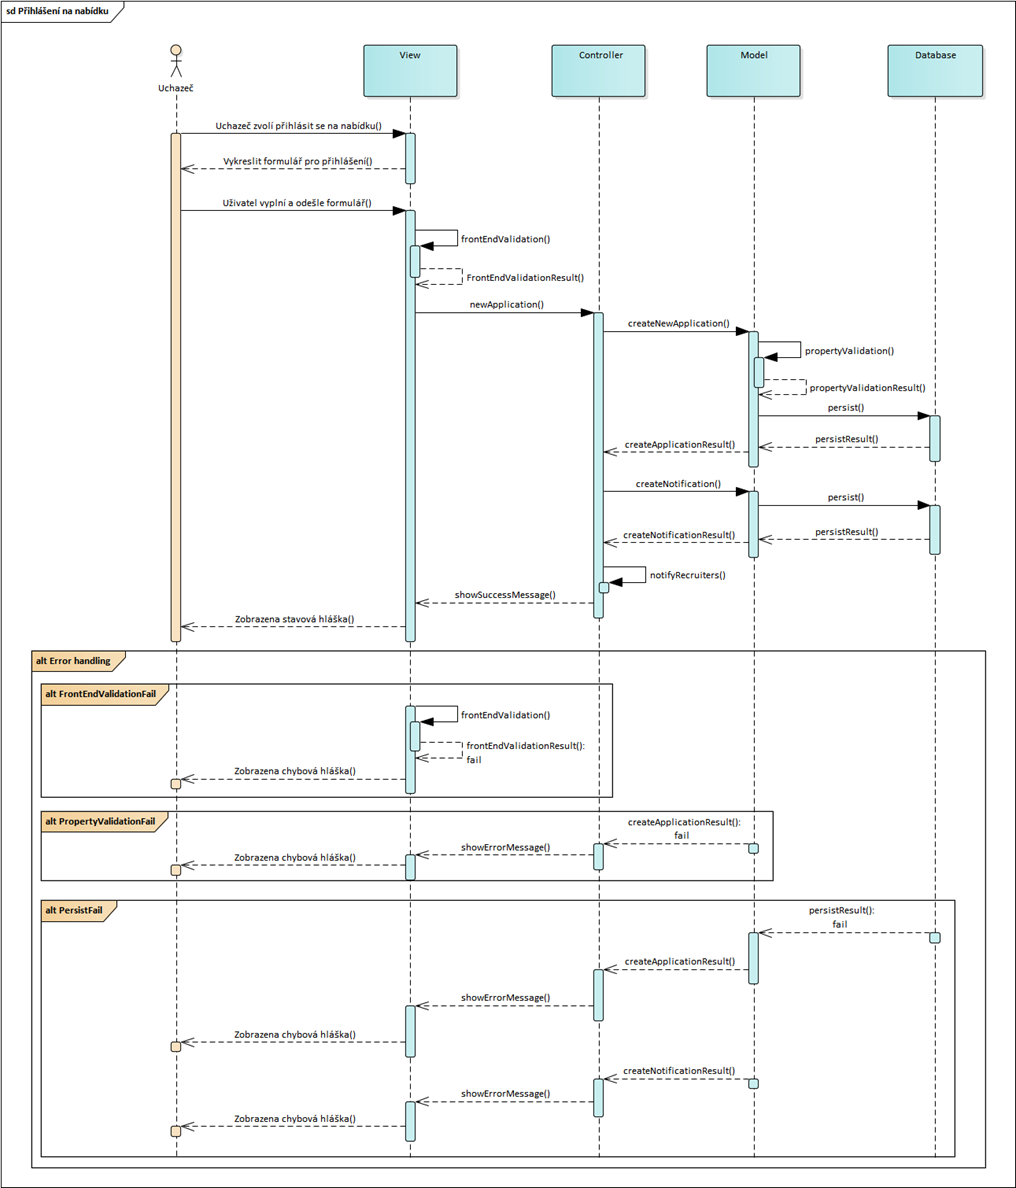 sd Přihlášení na nabídku
View
Controller
Model
Database
Uchazeč
Uchazeč zvolí přihlásit se na nabídku()
Vykreslit formulář pro přihlášení()
Uživatel vyplní a odešle formulář()
frontEndValidation()
FrontEndValidationResult()
newApplication()
createNewApplication()
propertyValidation()
propertyValidationResult()
persist()
persistResult()
createApplicationResult()
createNotification()
persist()
persistResult()
createNotificationResult()
notifyRecruiters()
showSuccessMessage()
Zobrazena stavová hláška()
alt Error handling
alt FrontEndValidationFail
frontEndValidation()
frontEndValidationResult():
fail
Zobrazena chybová hláška()
alt PropertyValidationFail
createApplicationResult():
fail
showErrorMessage()
Zobrazena chybová hláška()
alt PersistFail
persistResult():
fail
createApplicationResult()
showErrorMessage()
Zobrazena chybová hláška()
createNotificationResult()
showErrorMessage()
Zobrazena chybová hláška()